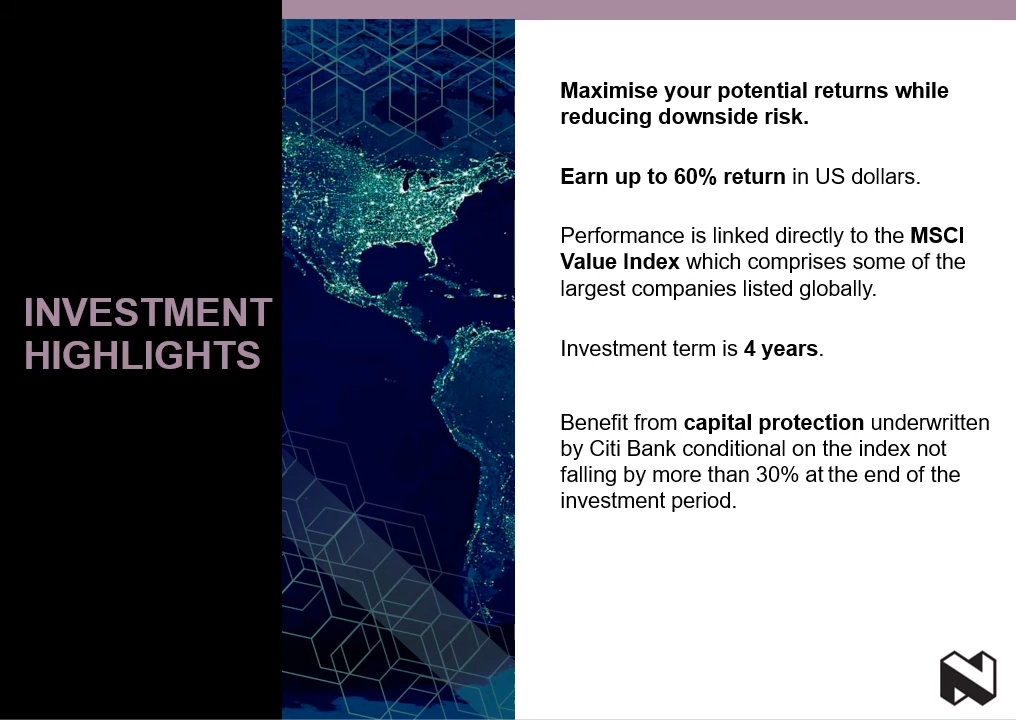 INVESTMENT
HIGHLIGHTS
Maximise your potential returns while
reducing downside risk.
Earn up to 60% return in US dollars.
Performance is linked directly to the MSCI
Value Index which comprises some of the
largest companies listed globally.
Investment term is 4 years.
Benefit from capital protection underwritten
by Citi Bank conditional on the index not
falling by more than 30% at the end of the
investment period.